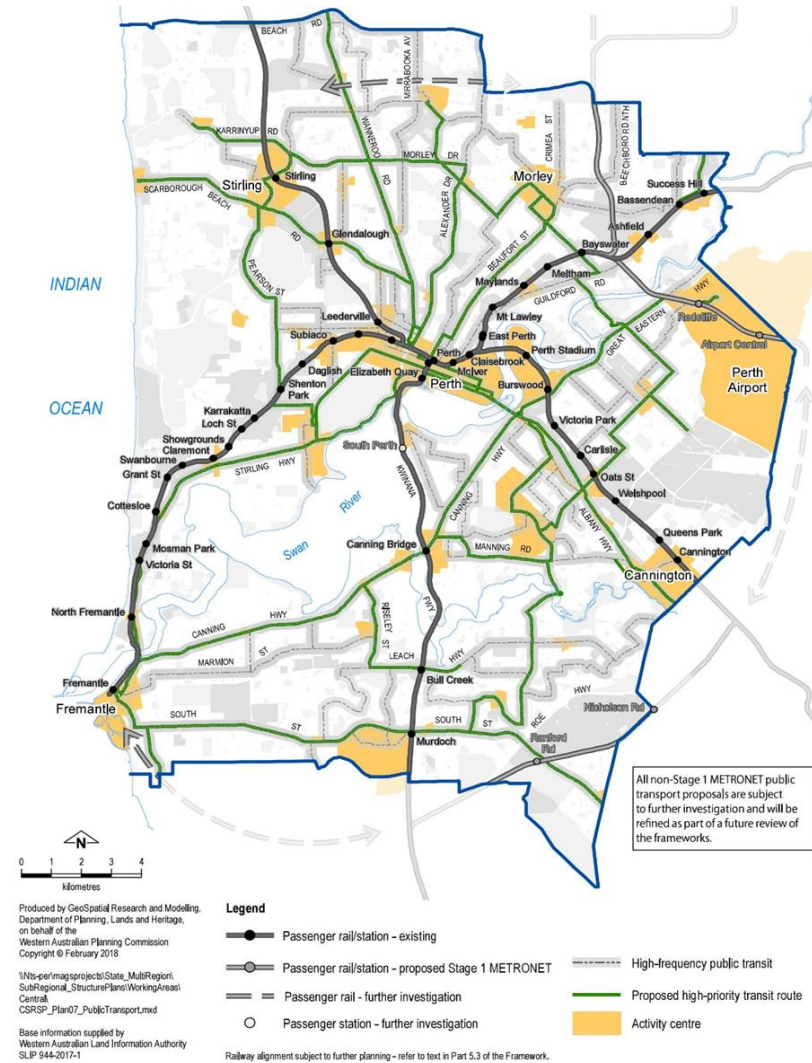 BEACH
RD
MIRRABOOKA AV
WANNEROO
RD
KARRINYUP RD
MORLEY DR
CRIMEA ST
BEECHBORO RD NTH
ALEXANDER DR
Stirling
Stirling
Morley
Success Hill
Bassendean
SCARBOROUGH
BEACH
RD
Ashfield
Glendalough
BEAUFORT ST
Bayswater
INDIAN
PEARSON ST
Maylands
Meltham
GUILDFORD RD
HWY
EASTERN
GREAT
Redcliffe
Leederville
Mt Lawley
Subiaco
East Perth
Airport Central
Perth
Claisebrook
Perth Stadium
Daglish
Elizabeth Quay
McIver
Perth
Airport
Shenton
Park
Perth
Burswood
OCEAN
Karrakatta
Loch St
Victoria Park
Showgrounds
Claremont
South Perth
HWY
Carlisle
Swanbourne
Grant St
STIRLING HWY
KWINANA
CANNING
Oats St
Welshpool
Cottesloe
River
Swan
ALBANY HWY
Queens Park
Mosman Park
Canning Bridge
MANNING
RD
Cannington
Victoria St
Cannington
FWY
North Fremantle
RISELEY ST
CANNING
HWY
MARMION
ST
LEACH
HWY
Bull Creek
Fremantle
HWY
Fremantle
ROE
Nicholson Rd
SOUTH
ST
SOUTH
ST
Murdoch
Ranford
Rd
All non-Stage 1 METRONET public
transport proposals are subject
to further investigation and will be
refined as part of a future review of
the frameworks.
N
0 1 2 3 4
kilometres
Produced by GeoSpatial Research and Modelling,
Department of Planning, Lands and Heritage,
on behalf of the
Western Australian Planning Commission
Copyright © February 2018
\\Nts-per\magsprojects\State_MultiRegion\
SubRegional_StructurePlans\WorkingAreas\
Central\
CSRSP_Plan07_PublicTransport.mxd
Base information supplied by
Western Australian Land Information Authority
SLIP 944-2017-1
Legend
Passenger rail/station – existing
Passenger rail/station – proposed Stage 1 METRONET
Passenger rail – further investigation
Passenger station – further investigation
High-frequency public transit
Proposed high-priority transit route
Activity centre
Railway alignment subject to further planning – refer to text in Part 5.3 of the Framework.